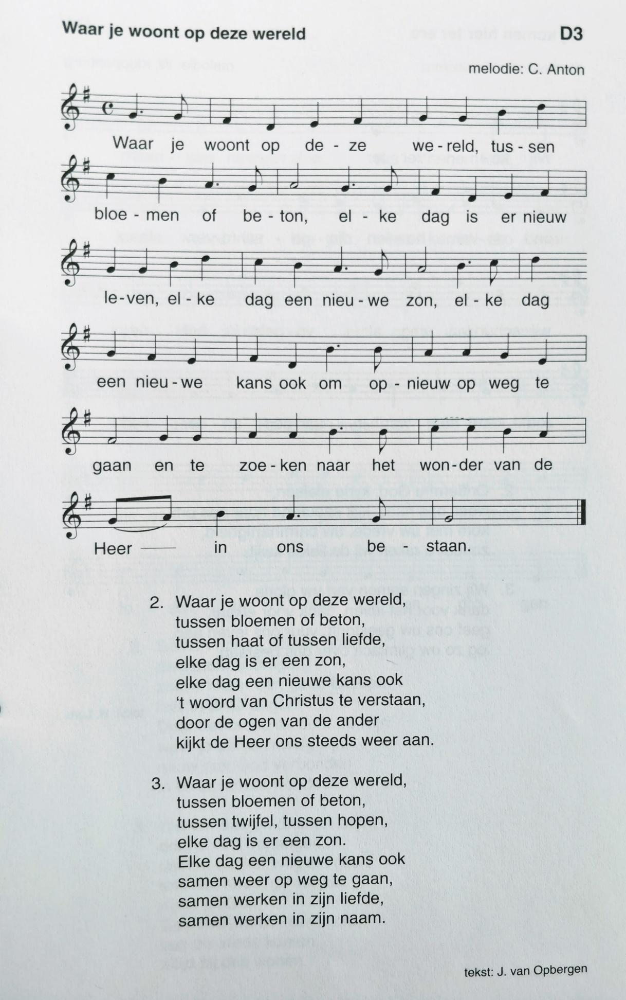 Waar je woont op deze wereld D3
melodie: C. Anton
Waar je woont op de - ze we - reld, tus - sen
bloe - men of be - ton, el - ke dag is er nieuw
le - ven, el - ke dag een nieu - we zon, el - ke dag
een nieu - we kans ook om op - nieuw op weg te
gaan en te zoe - ken naar het won - der van de
Heer in ons be - staan.
2. Waar je woont op deze wereld,
tussen bloemen of beton,
tussen haat of tussen liefde,
elke dag is er een zon,
elke dag een nieuwe kans ook
‘t woord van Christus te verstaan,
door de ogen van de ander
kijkt de Heer ons steeds weer aan.
3. Waar je woont op deze wereld,
tussen bloemen of beton,
tussen twijfel, tussen hopen,
elke dag is er een zon.
Elke dag een nieuwe kans ook
samen weer op weg te gaan,
samen werken in zijn liefde,
samen werken in zijn naam.
tekst: J. van Opbergen